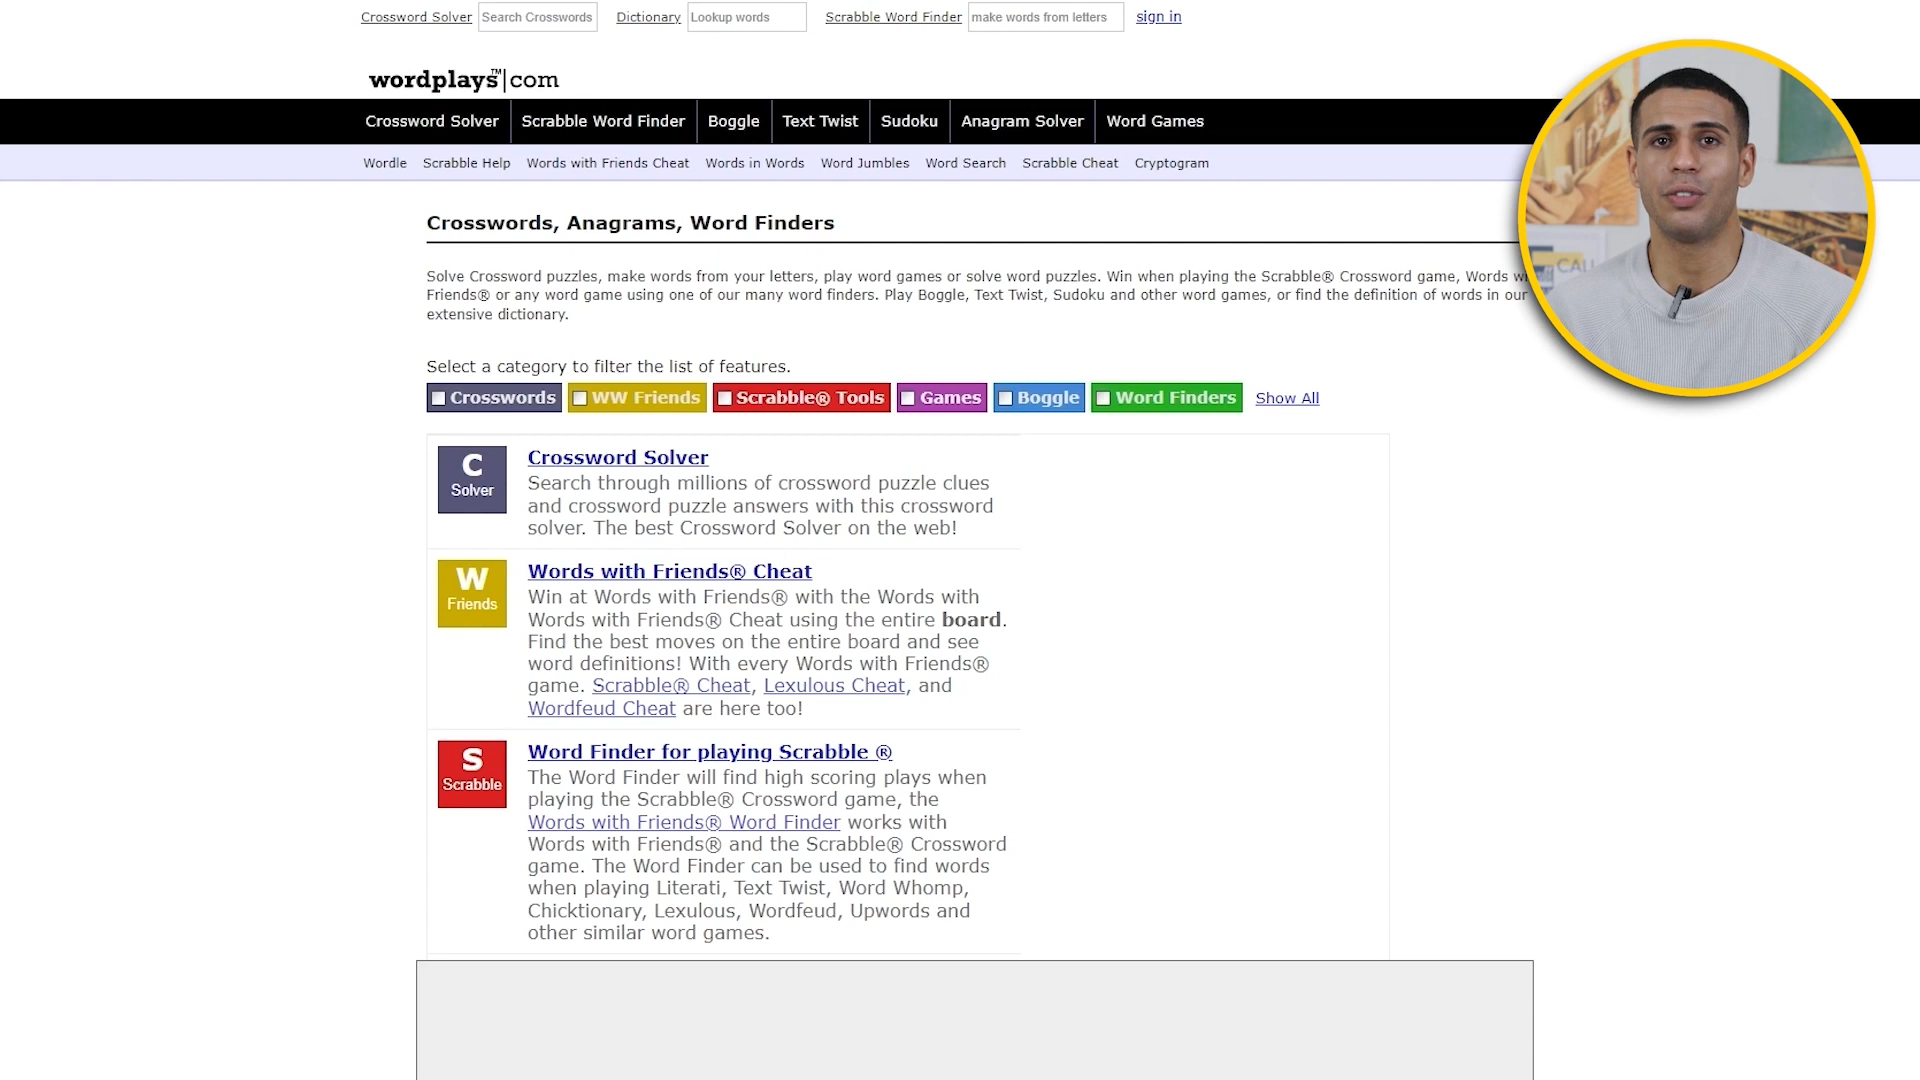 Crossword Solver Search Crosswords Dictionary Lookup words Scrabble Word Finder make words from letters sign in
wordplays™|com
Crossword Solver Scrabble Word Finder Boggle Text Twist Sudoku Anagram Solver Word Games
Wordle Scrabble Help Words with Friends Cheat Words in Words Word Jumbles Word Search Scrabble Cheat Cryptogram
Crosswords, Anagrams, Word Finders
Solve Crossword puzzles, make words from your letters, play word games or solve word puzzles. Win when playing the Scrabble® Crossword game, Words
Friends® or any word game using one of our many word finders. Play Boggle, Text Twist, Sudoku and other word games, or find the definition of words in our
extensive dictionary.
Select a category to filter the list of features.
Crosswords WW Friends Scrabble® Tools Games Boggle Word Finders Show All
C
Solver
Crossword Solver
Search through millions of crossword puzzle clues
and crossword puzzle answers with this crossword
solver. The best Crossword Solver on the web!
W
Friends
Words with Friends® Cheat
Win at Words with Friends® with the Words with
Words with Friends® Cheat using the entire board.
Find the best moves on the entire board and see
word definitions! With every Words with Friends®
game. Scrabble® Cheat, Lexulous Cheat, and
Wordfeud Cheat are here too!
S
Scrabble
Word Finder for playing Scrabble ®
The Word Finder will find high scoring plays when
playing the Scrabble® Crossword game, the
Words with Friends® Word Finder works with
Words with Friends® and the Scrabble® Crossword
game. The Word Finder can be used to find words
when playing Literati, Text Twist, Word Whomp,
Chicktionary, Lexulous, Wordfeud, Upwords and
other similar word games.